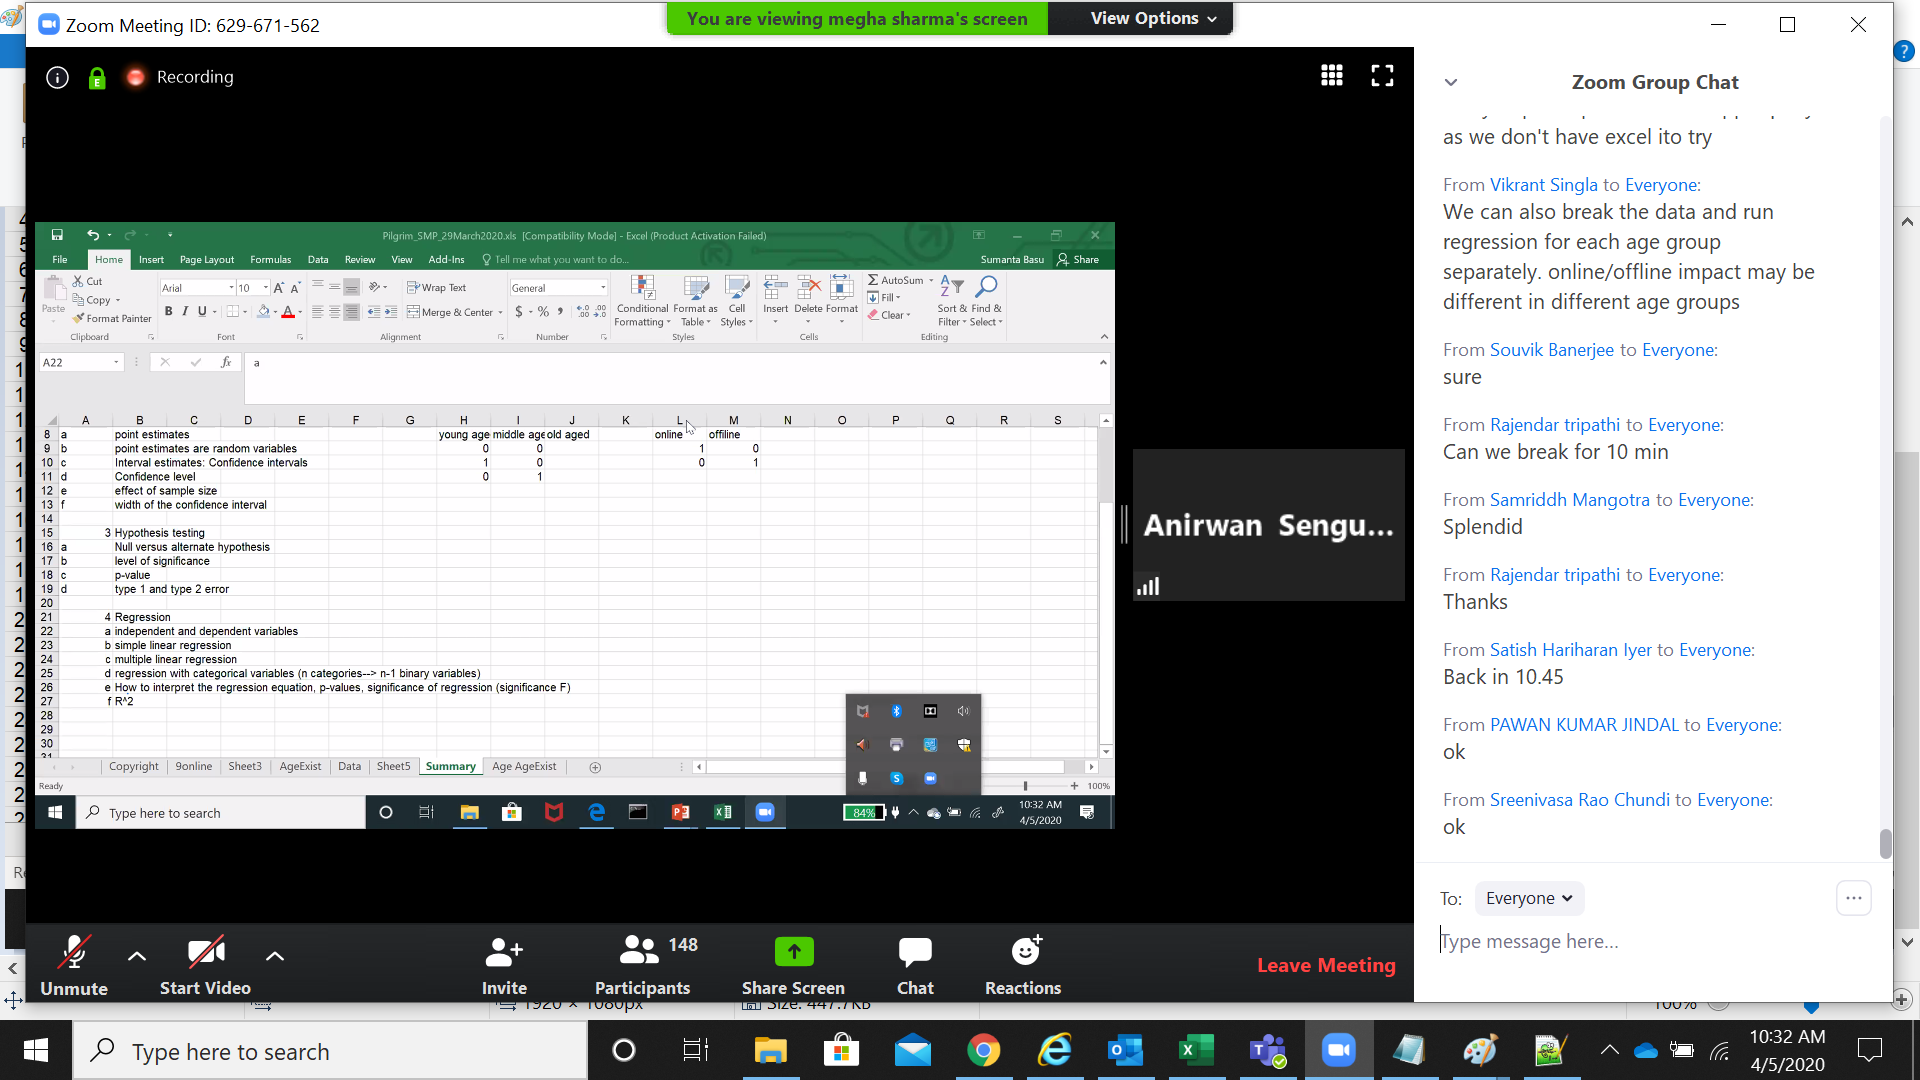 Zoom Meeting ID: 629-671-562
You are viewing megha sharma's screen
View Options
Recording
Pilgrim_SMP_29March2020.xls [Compatibility Mode] - Excel (Product Activation Failed)
File Home Insert Page Layout Formulas Data Review View Add-Ins Tell me what you want to do... Sumanta Basu Share
Cut
Copy
Format Painter
Paste
Clipboard
Arial 10
B I U
Font
Wrap Text
Merge & Center
Alignment
General
$ % ,
Number
Conditional Formatting
Format as Table
Cell Styles
Styles
Insert Delete Format
Cells
AutoSum
Fill
Clear
Sort & Filter
Find & Select
Editing
A22 fx a
A B C D E F G H I J K L M N O P Q R S
8 a point estimates young age middle age old aged online offiline
9 b point estimates are random variables 0 0 1 0
10 c Interval estimates: Confidence intervals 1 0 0 1
11 d Confidence level 0 1
12 e effect of sample size
13 f width of the confidence interval
14
15 3 Hypothesis testing
16 a Null versus alternate hypothesis
17 b level of significance
18 c p-value
19 d type 1 and type 2 error
20
21 4 Regression
22 a independent and dependent variables
23 b simple linear regression
24 c multiple linear regression
25 d regression with categorical variables (n categories--> n-1 binary variables)
26 e How to interpret the regression equation, p-values, significance of regression (significance F)
27 f R^2
28
29
30
31
Copyright 9online Sheet3 AgeExist Data Sheet5 Summary Age AgeExist
Ready 100%
Type here to search
84%
10:32 AM
4/5/2020
Anirwan Sengu...
Zoom Group Chat
as we don't have excel ito try
From Vikrant Singla to Everyone:
We can also break the data and run
regression for each age group
separately. online/offline impact may be
different in different age groups
From Souvik Banerjee to Everyone:
sure
From Rajendar tripathi to Everyone:
Can we break for 10 min
From Samriddh Mangotra to Everyone:
Splendid
From Rajendar tripathi to Everyone:
Thanks
From Satish Hariharan Iyer to Everyone:
Back in 10.45
From PAWAN KUMAR JINDAL to Everyone:
ok
From Sreenivasa Rao Chundi to Everyone:
ok
To: Everyone
Type message here...
Unmute
Start Video
Invite
148
Participants
Share Screen
Chat
Reactions
Leave Meeting
1920 × 1080px
Size: 447.7KB
100%
Type here to search
10:32 AM
4/5/2020